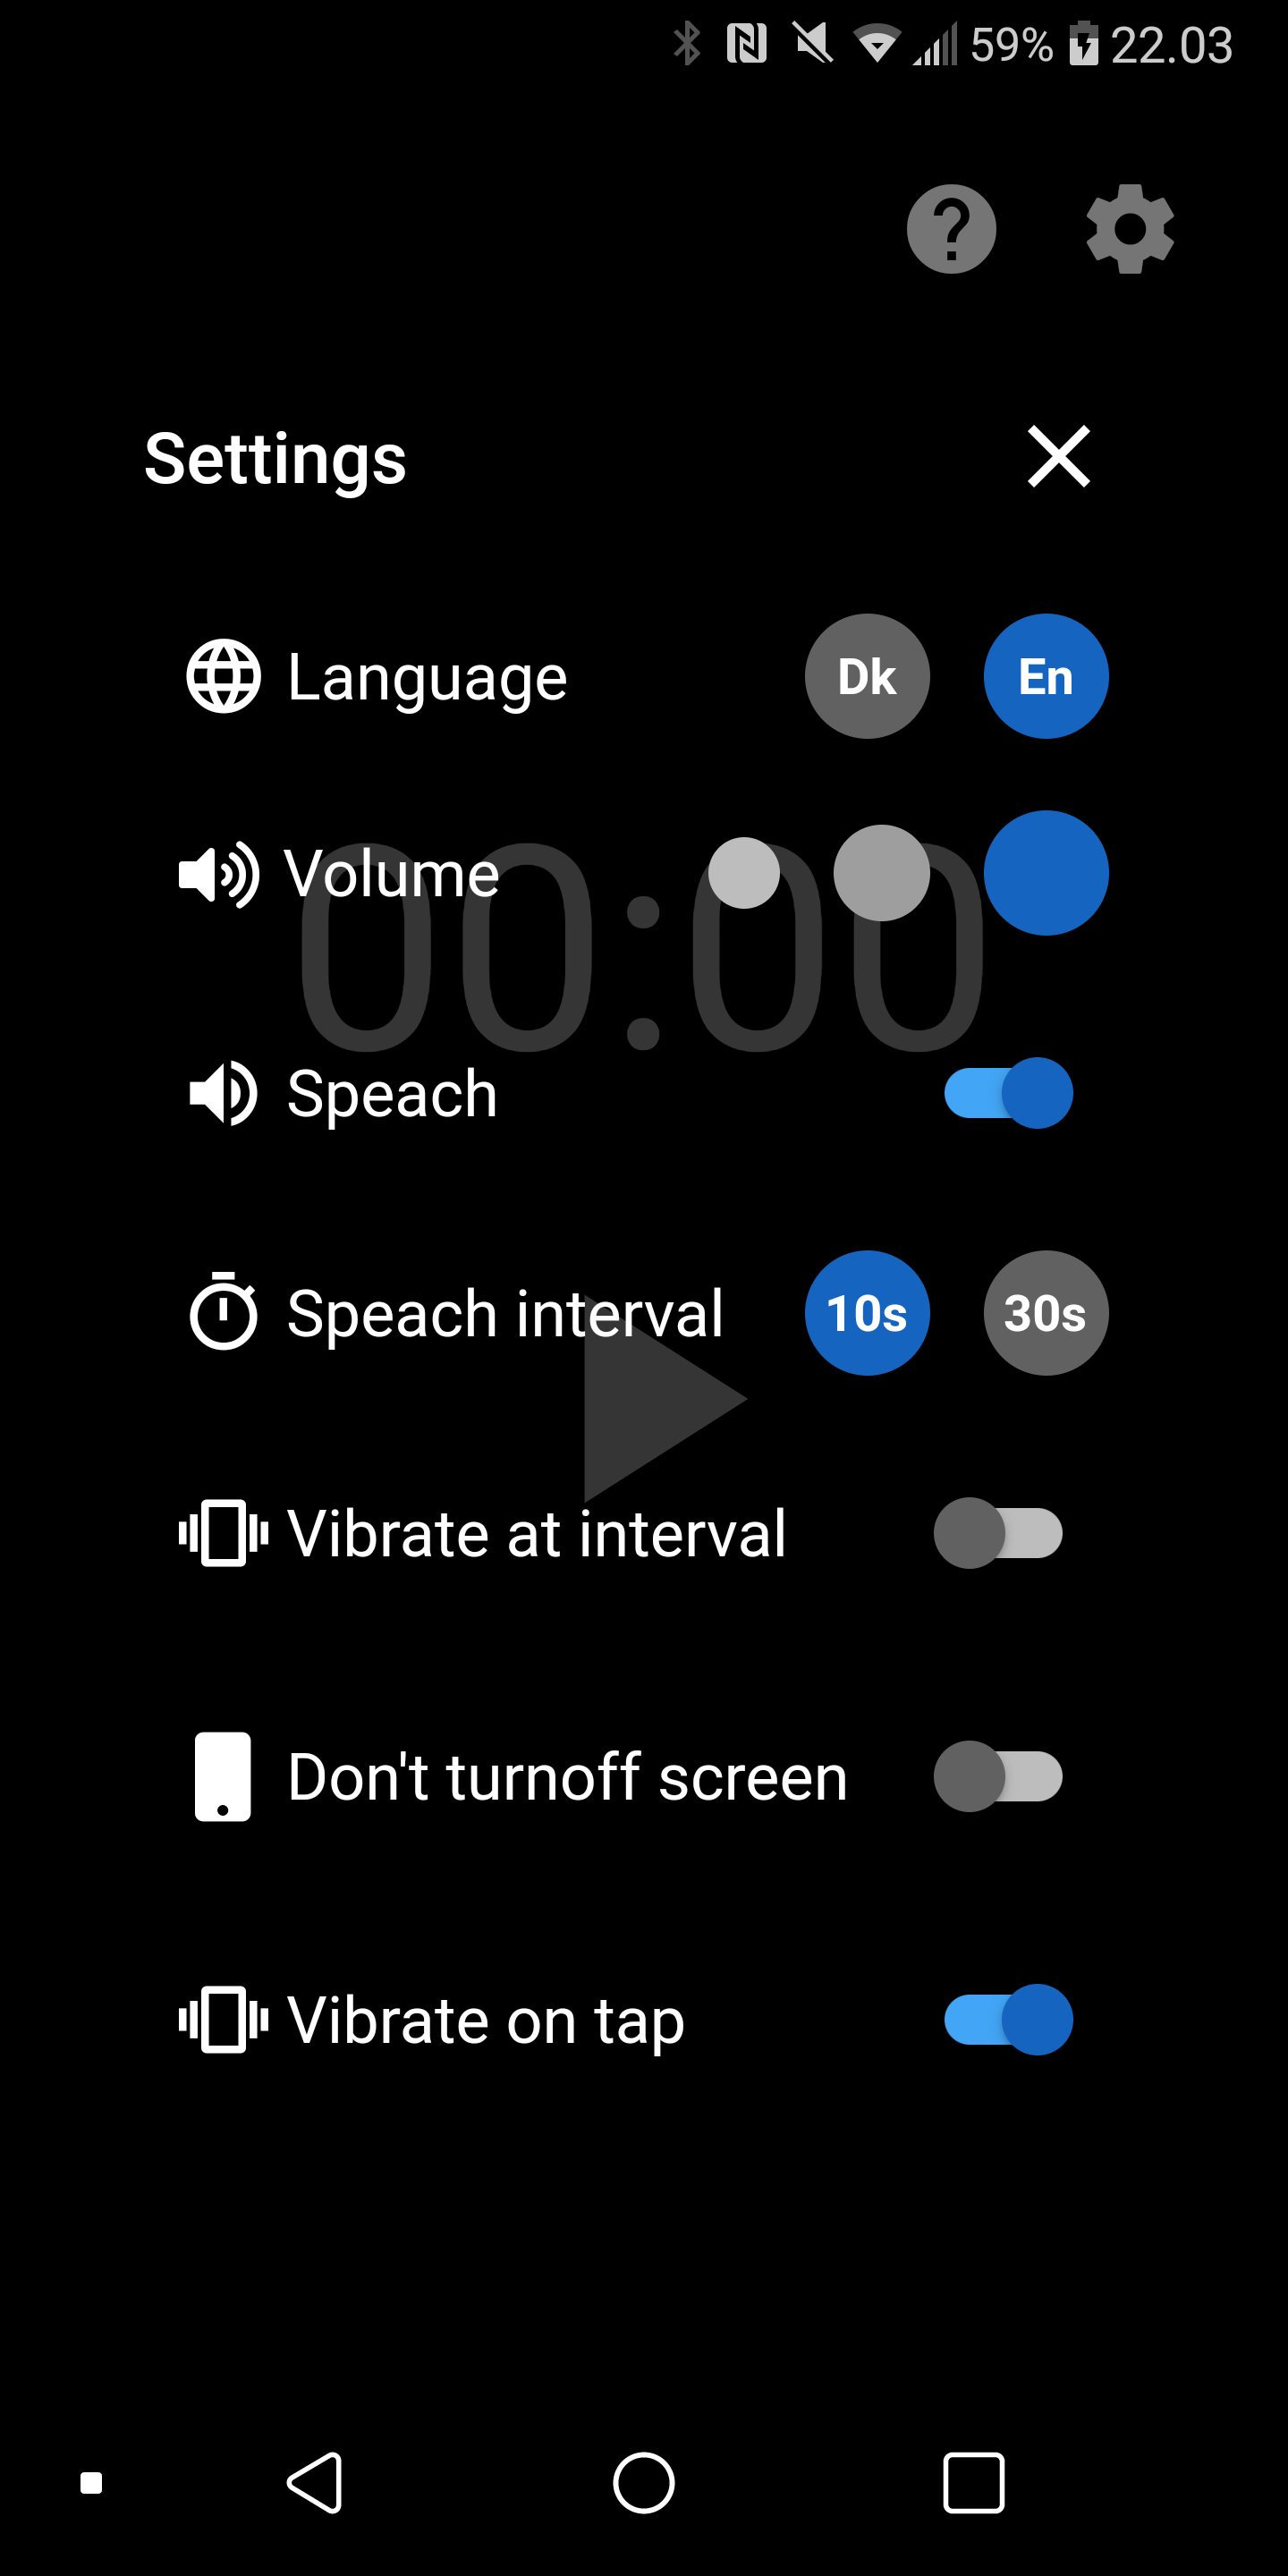 59% 22.03
?
Settings
Language Dk En
Volume
00:00
Speach
Speach interval 10s 30s
Vibrate at interval
Don't turnoff screen
Vibrate on tap